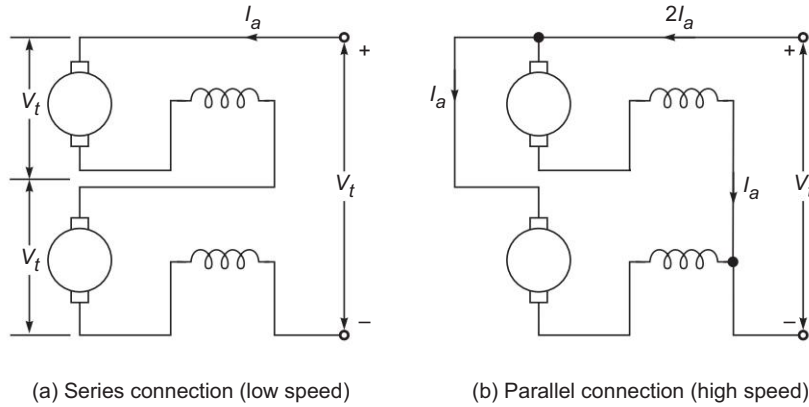 I_a
+
V_t
V_t
V_t
–
(a) Series connection (low speed)
2I_a
+
I_a
I_a
V_t
–
(b) Parallel connection (high speed)